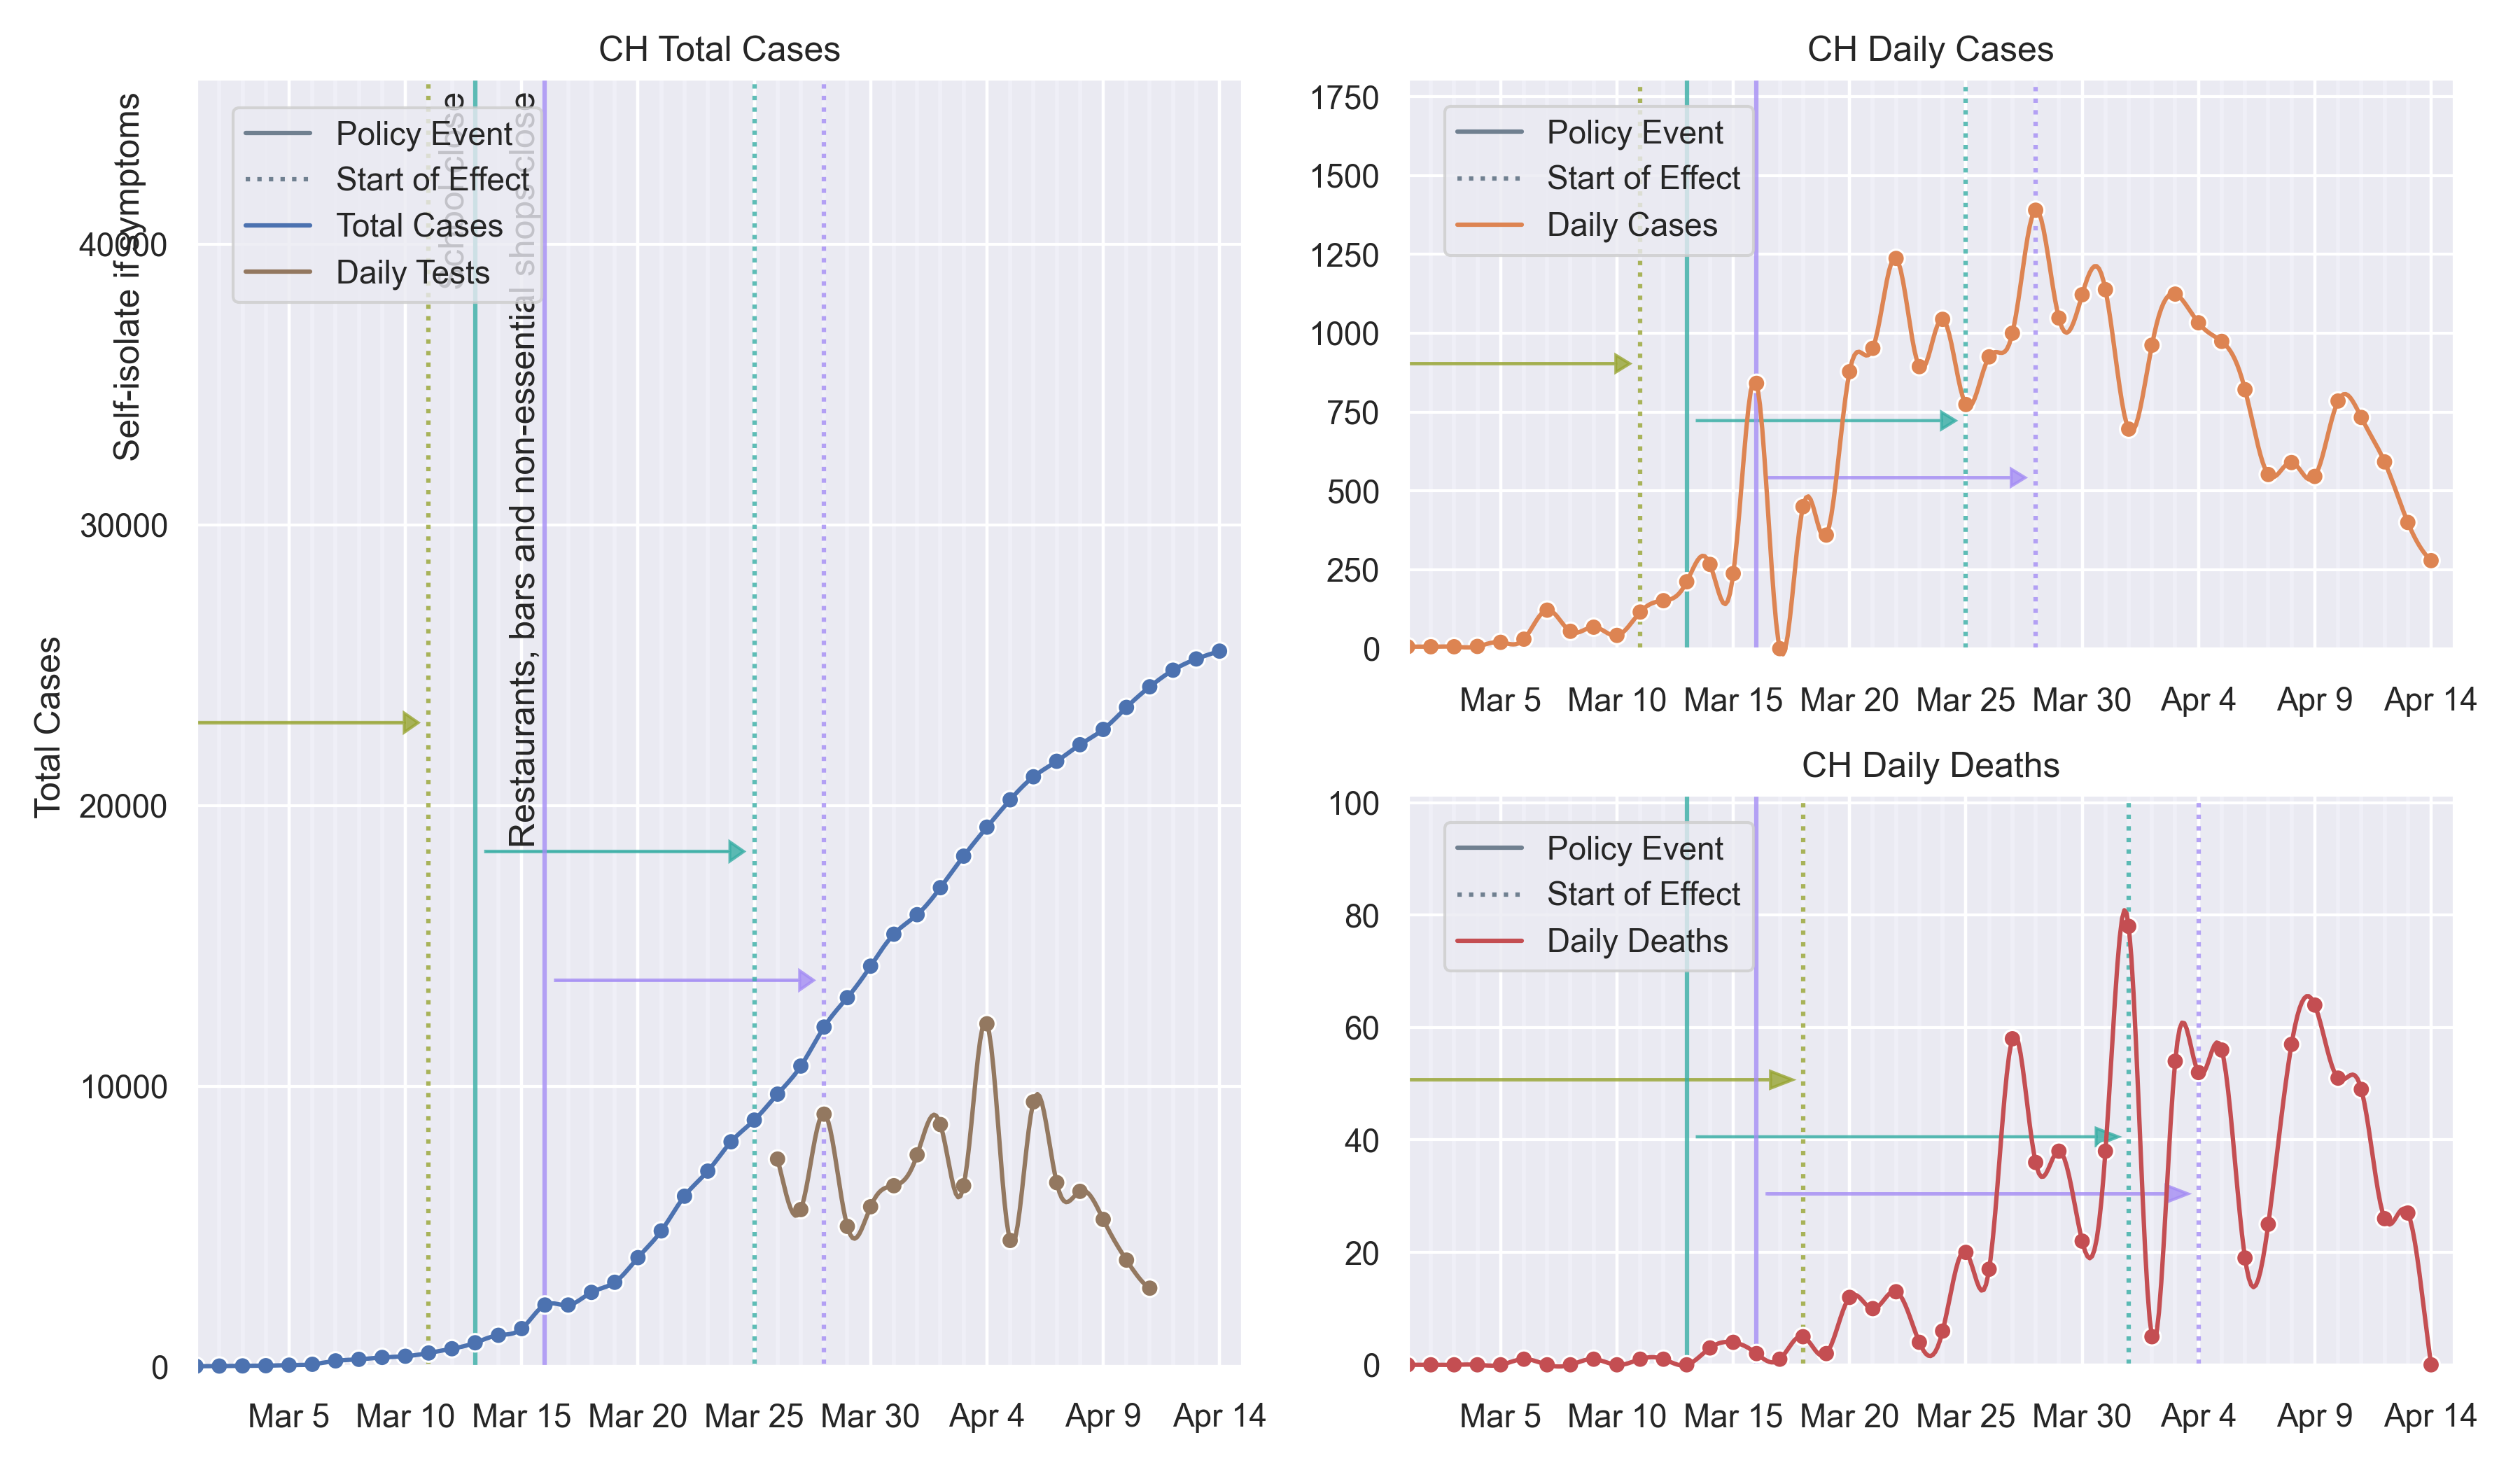 CH Total Cases
Total Cases
40000
30000
20000
10000
0
Self-isolate if symptoms
School close
Restaurants, bars and non-essential shops close
Policy Event
Start of Effect
Total Cases
Daily Tests
Mar 5 Mar 10 Mar 15 Mar 20 Mar 25 Mar 30 Apr 4 Apr 9 Apr 14
CH Daily Cases
1750
1500
1250
1000
750
500
250
0
Policy Event
Start of Effect
Daily Cases
Mar 5 Mar 10 Mar 15 Mar 20 Mar 25 Mar 30 Apr 4 Apr 9 Apr 14
CH Daily Deaths
100
80
60
40
20
0
Policy Event
Start of Effect
Daily Deaths
Mar 5 Mar 10 Mar 15 Mar 20 Mar 25 Mar 30 Apr 4 Apr 9 Apr 14